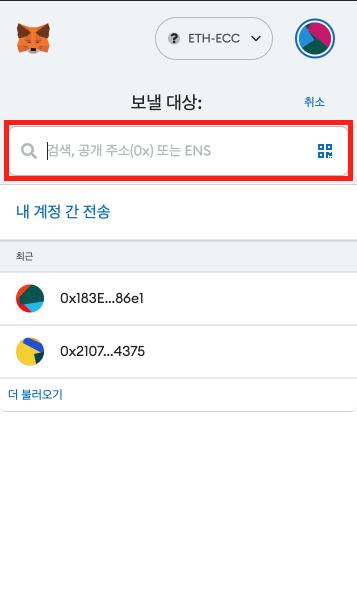 ETH-ECC
보낼 대상:
취소
검색, 공개 주소(0x) 또는 ENS
내 계정 간 전송
최근
0x183E...86e1
0x2107...4375
더 불러오기